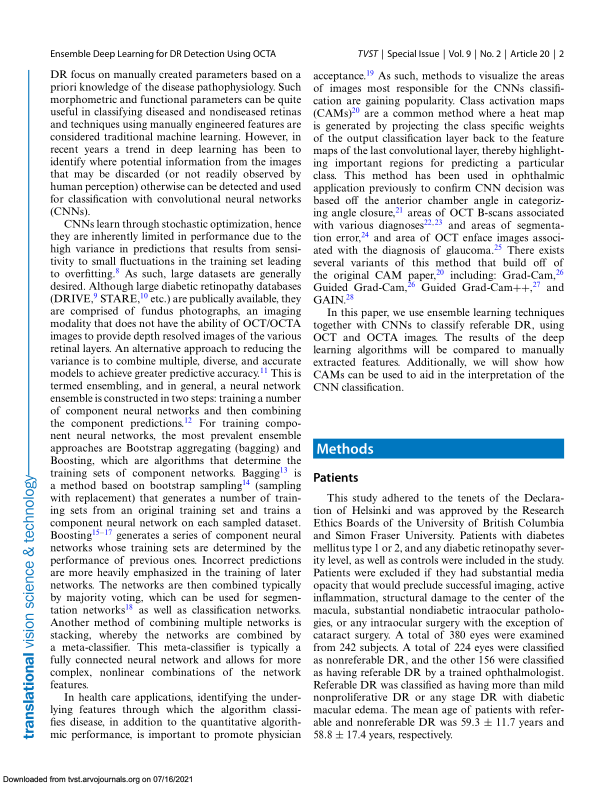 Ensemble Deep Learning for DR Detection Using OCTA
TVST | Special Issue | Vol. 9 | No. 2 | Article 20 | 2
DR focus on manually created parameters based on a
priori knowledge of the disease pathophysiology. Such
morphometric and functional parameters can be quite
useful in classifying diseased and nondiseased retinas
and techniques using manually engineered features are
considered traditional machine learning. However, in
recent years a trend in deep learning has been to
identify where potential information from the images
that may be discarded (or not readily observed by
human perception) otherwise can be detected and used
for classification with convolutional neural networks
(CNNs).
CNNs learn through stochastic optimization, hence
they are inherently limited in performance due to the
high variance in predictions that results from sensi-
tivity to small fluctuations in the training set leading
to overfitting.8 As such, large datasets are generally
desired. Although large diabetic retinopathy databases
(DRIVE,9 STARE,10 etc.) are publically available, they
are comprised of fundus photographs, an imaging
modality that does not have the ability of OCT/OCTA
images to provide depth resolved images of the various
retinal layers. An alternative approach to reducing the
variance is to combine multiple, diverse, and accurate
models to achieve greater predictive accuracy.11 This is
termed ensembling, and in general, a neural network
ensemble is constructed in two steps: training a number
of component neural networks and then combining
the component predictions.12 For training compo-
nent neural networks, the most prevalent ensemble
approaches are Bootstrap aggregating (bagging) and
Boosting, which are algorithms that determine the
training sets of component networks. Bagging13 is
a method based on bootstrap sampling14 (sampling
with replacement) that generates a number of train-
ing sets from an original training set and trains a
component neural network on each sampled dataset.
Boosting15–17 generates a series of component neural
networks whose training sets are determined by the
performance of previous ones. Incorrect predictions
are more heavily emphasized in the training of later
networks. The networks are then combined typically
by majority voting, which can be used for segmen-
tation networks18 as well as classification networks.
Another method of combining multiple networks is
stacking, whereby the networks are combined by
a meta-classifier. This meta-classifier is typically a
fully connected neural network and allows for more
complex, nonlinear combinations of the network
features.
In health care applications, identifying the under-
lying features through which the algorithm classi-
fies disease, in addition to the quantitative algorith-
mic performance, is important to promote physician
acceptance.19 As such, methods to visualize the areas
of images most responsible for the CNNs classifi-
cation are gaining popularity. Class activation maps
(CAMs)20 are a common method where a heat map
is generated by projecting the class specific weights
of the output classification layer back to the feature
maps of the last convolutional layer, thereby highlight-
ing important regions for predicting a particular
class. This method has been used in ophthalmic
application previously to confirm CNN decision was
based off the anterior chamber angle in categoriz-
ing angle closure,21 areas of OCT B-scans associated
with various diagnoses22,23 and areas of segmenta-
tion error,24 and area of OCT enface images associ-
ated with the diagnosis of glaucoma.25 There exists
several variants of this method that build off of
the original CAM paper,20 including: Grad-Cam,26
Guided Grad-Cam,26 Guided Grad-Cam++,27 and
GAIN.28
In this paper, we use ensemble learning techniques
together with CNNs to classify referable DR, using
OCT and OCTA images. The results of the deep
learning algorithms will be compared to manually
extracted features. Additionally, we will show how
CAMs can be used to aid in the interpretation of the
CNN classification.
Methods
Patients
This study adhered to the tenets of the Declara-
tion of Helsinki and was approved by the Research
Ethics Boards of the University of British Columbia
and Simon Fraser University. Patients with diabetes
mellitus type 1 or 2, and any diabetic retinopathy sever-
ity level, as well as controls were included in the study.
Patients were excluded if they had substantial media
opacity that would preclude successful imaging, active
inflammation, structural damage to the center of the
macula, substantial nondiabetic intraocular patholo-
gies, or any intraocular surgery with the exception of
cataract surgery. A total of 380 eyes were examined
from 242 subjects. A total of 224 eyes were classified
as nonreferable DR, and the other 156 were classified
as having referable DR by a trained ophthalmologist.
Referable DR was classified as having more than mild
nonproliferative DR or any stage DR with diabetic
macular edema. The mean age of patients with refer-
able and nonreferable DR was 59.3 ± 11.7 years and
58.8 ± 17.4 years, respectively.
translational vision science & technology
Downloaded from tvst.arvojournals.org on 07/16/2021